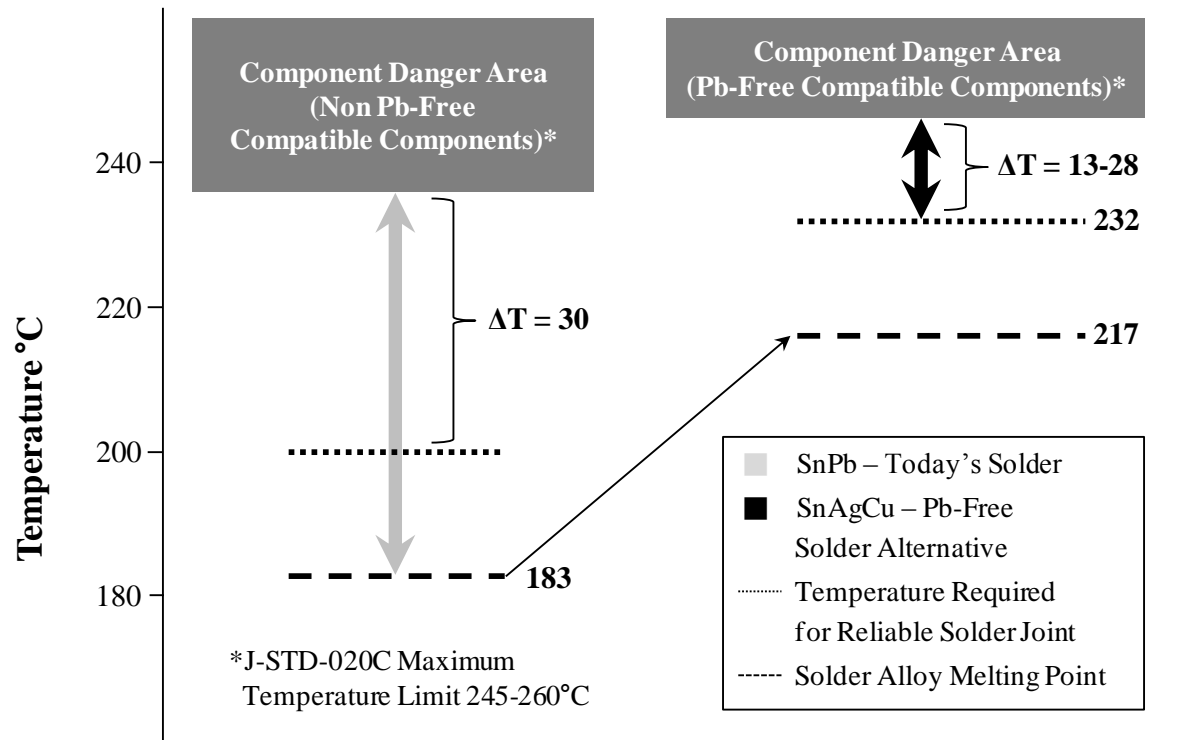 Component Danger Area
(Non Pb-Free
Compatible Components)*
Component Danger Area
(Pb-Free Compatible Components)*
Temperature °C
240
220
200
180
ΔT = 30
183
ΔT = 13-28
232
217
SnPb – Today's Solder
SnAgCu – Pb-Free
Solder Alternative
Temperature Required
for Reliable Solder Joint
Solder Alloy Melting Point
*J-STD-020C Maximum
Temperature Limit 245-260°C